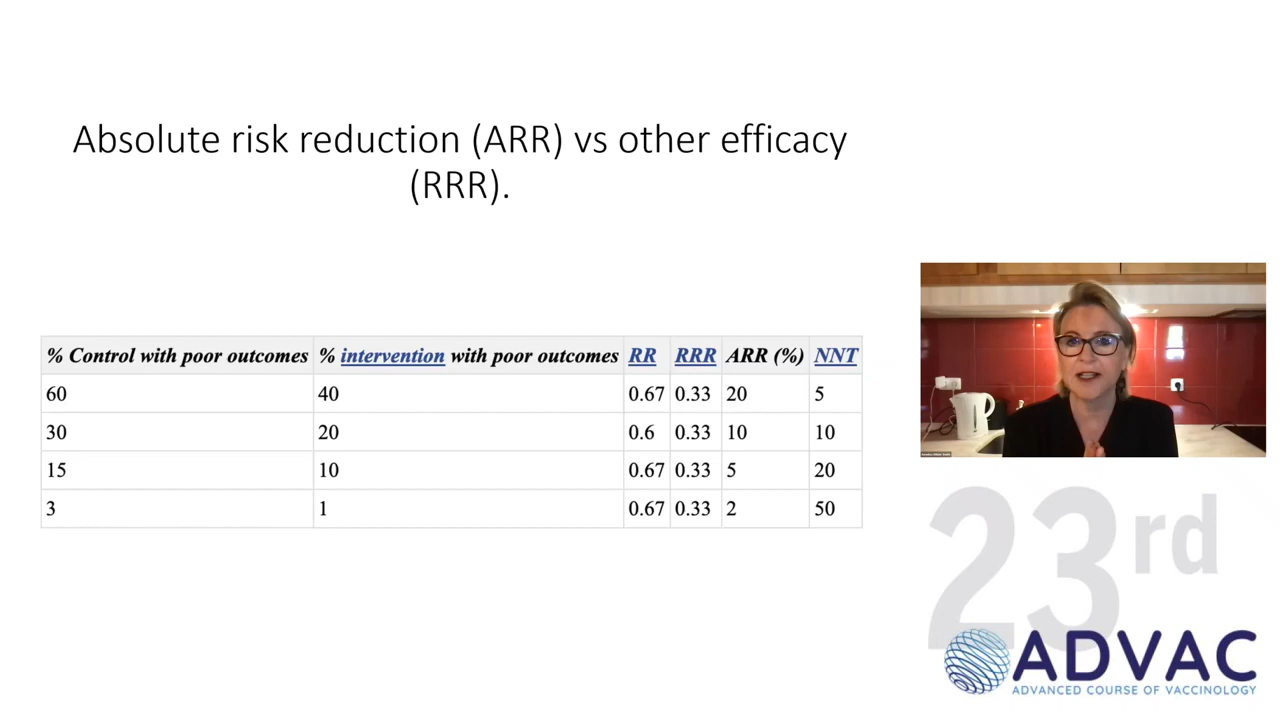 Absolute risk reduction (ARR) vs other efficacy
(RRR).
% Control with poor outcomes % intervention with poor outcomes RR RRR ARR (%) NNT
60 40 0.67 0.33 20 5
30 20 0.6 0.33 10 10
15 10 0.67 0.33 5 20
3 1 0.67 0.33 2 50
23rd
ADVAC
ADVANCED COURSE OF VACCINOLOGY